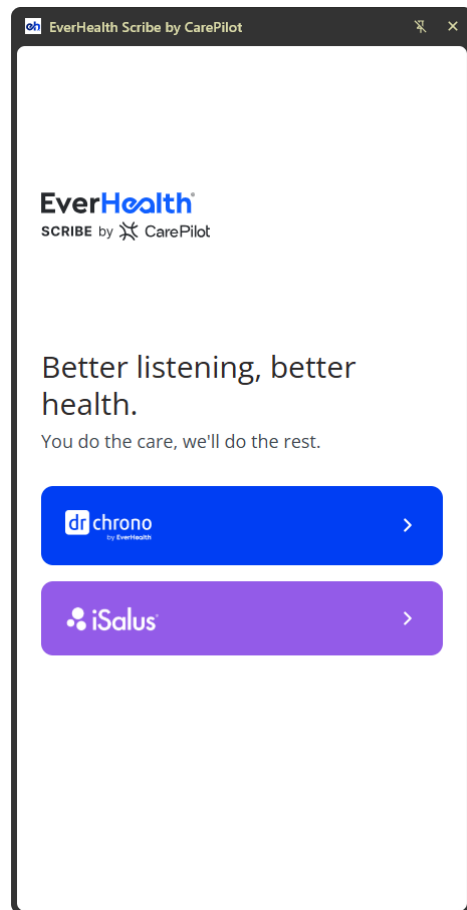 eh EverHealth Scribe by CarePilot
EverHealth
SCRIBE by CarePilot
Better listening, better
health.
You do the care, we'll do the rest.
dr chrono
by EverHealth
iSalus